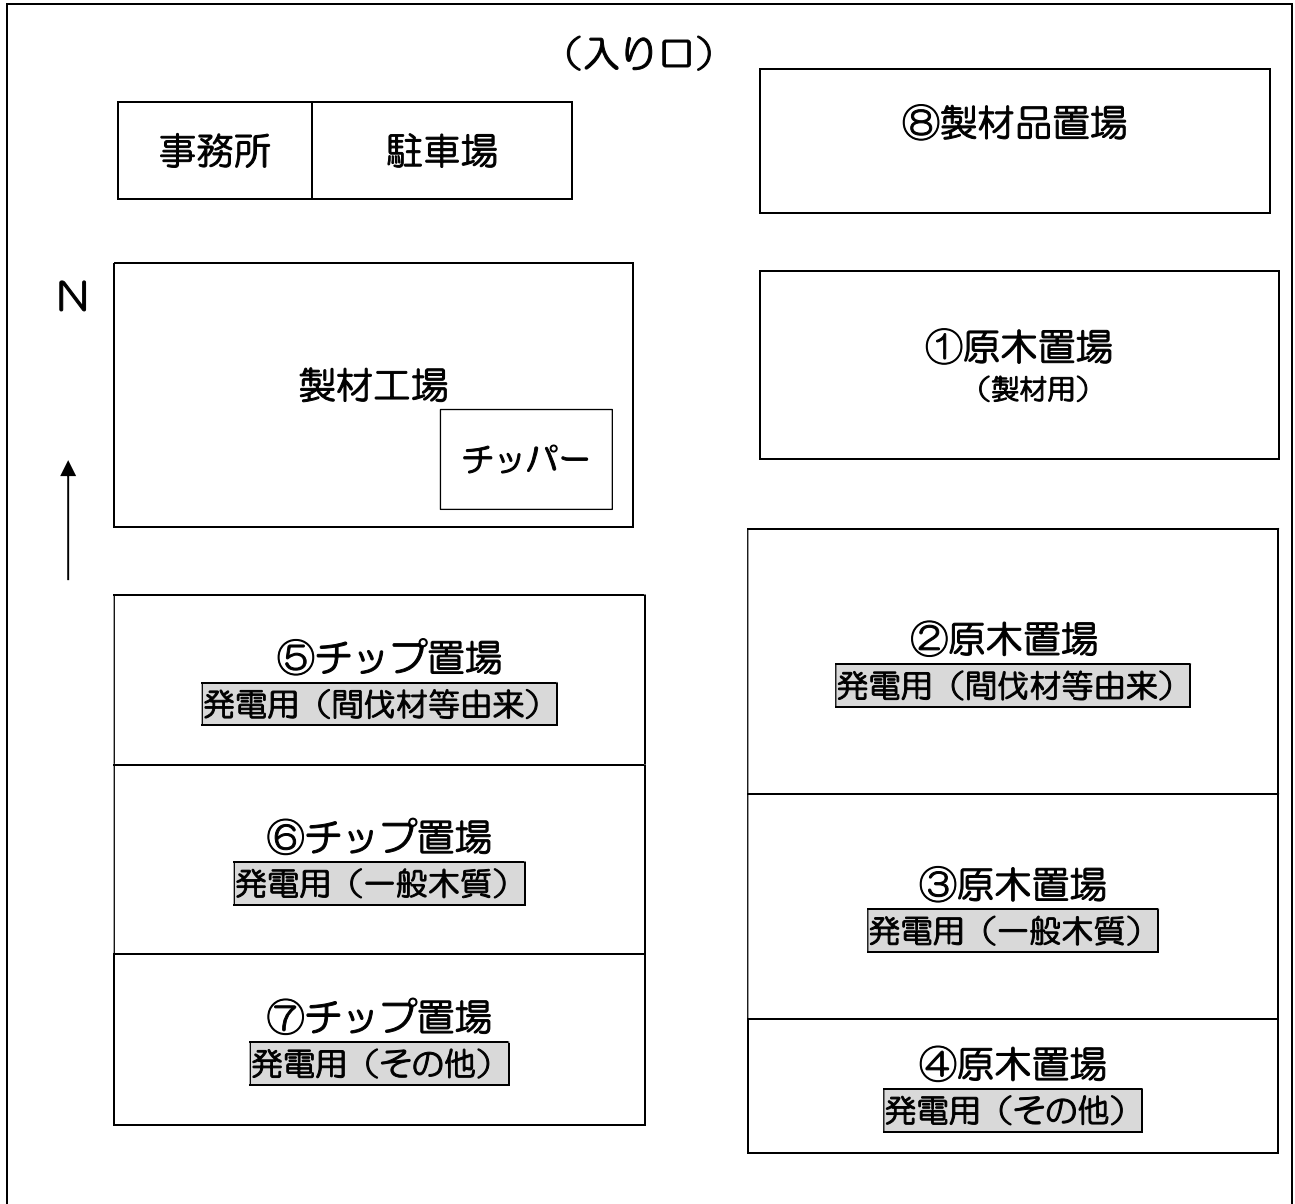 （入り口）
事務所
駐車場
⑧製材品置場
N
製材工場
チッパー
①原木置場
（製材用）
⑤チップ置場
発電用（間伐材等由来）
⑥チップ置場
発電用（一般木質）
⑦チップ置場
発電用（その他）
②原木置場
発電用（間伐材等由来）
③原木置場
発電用（一般木質）
④原木置場
発電用（その他）